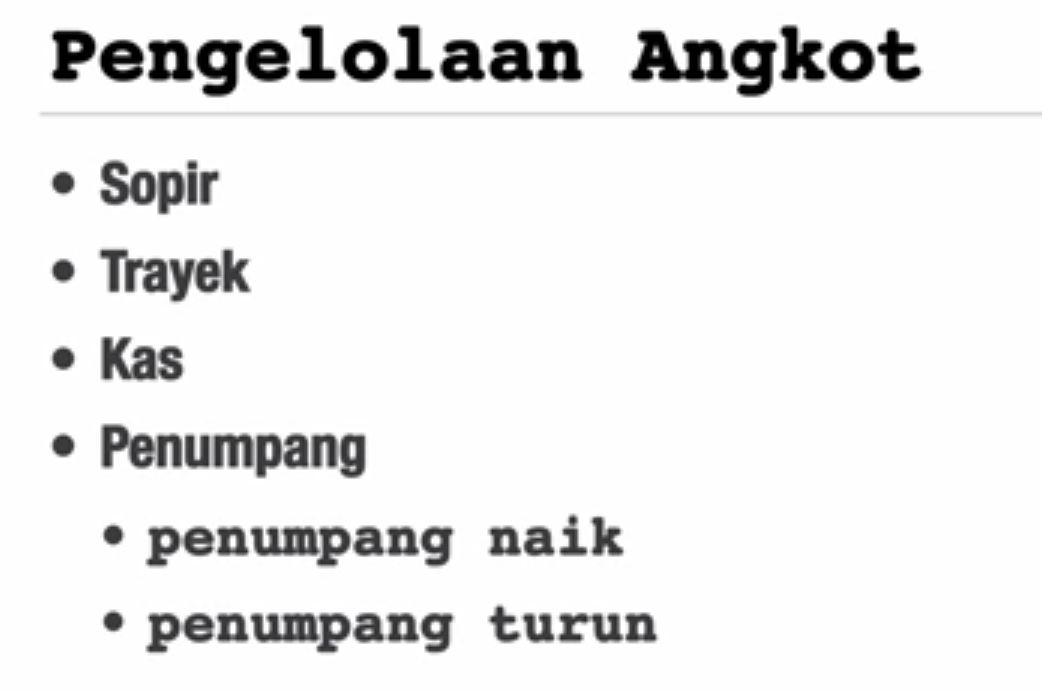 Pengelolaan Angkot
• Sopir
• Trayek
• Kas
• Penumpang
• penumpang naik
• penumpang turun